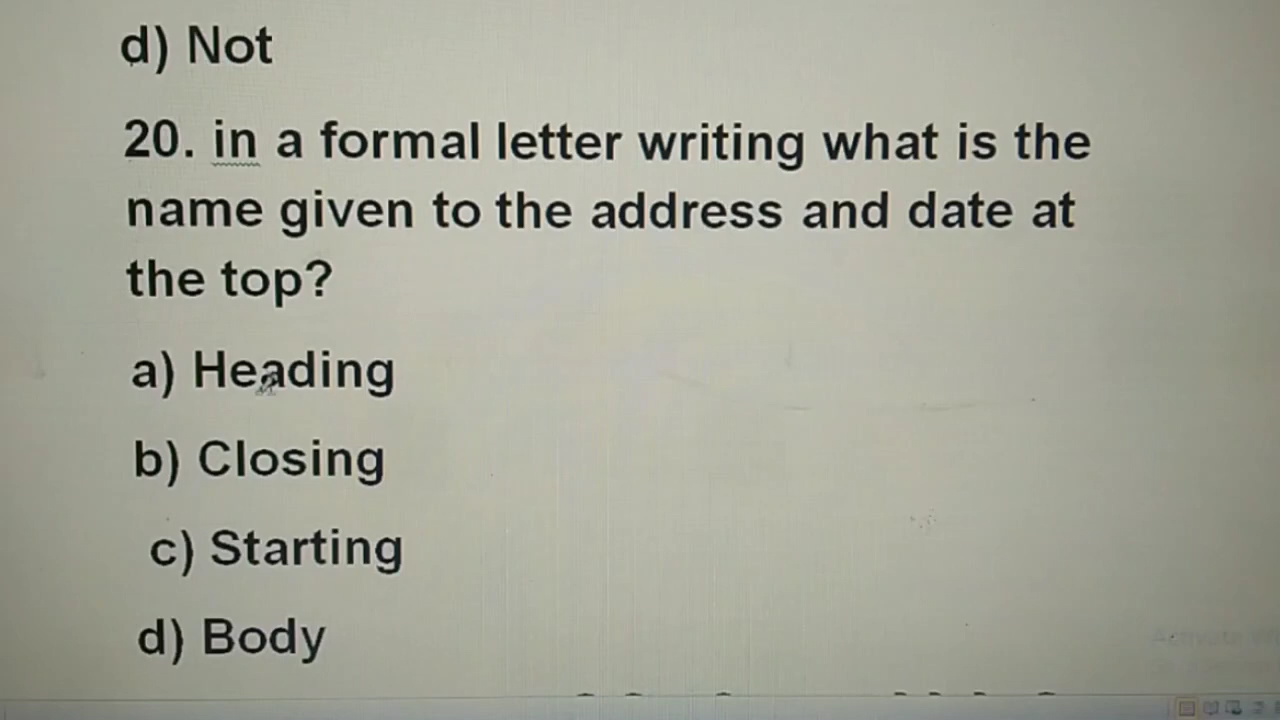 d) Not
20. in a formal letter writing what is the
name given to the address and date at
the top?
a) Heading
b) Closing
c) Starting
d) Body